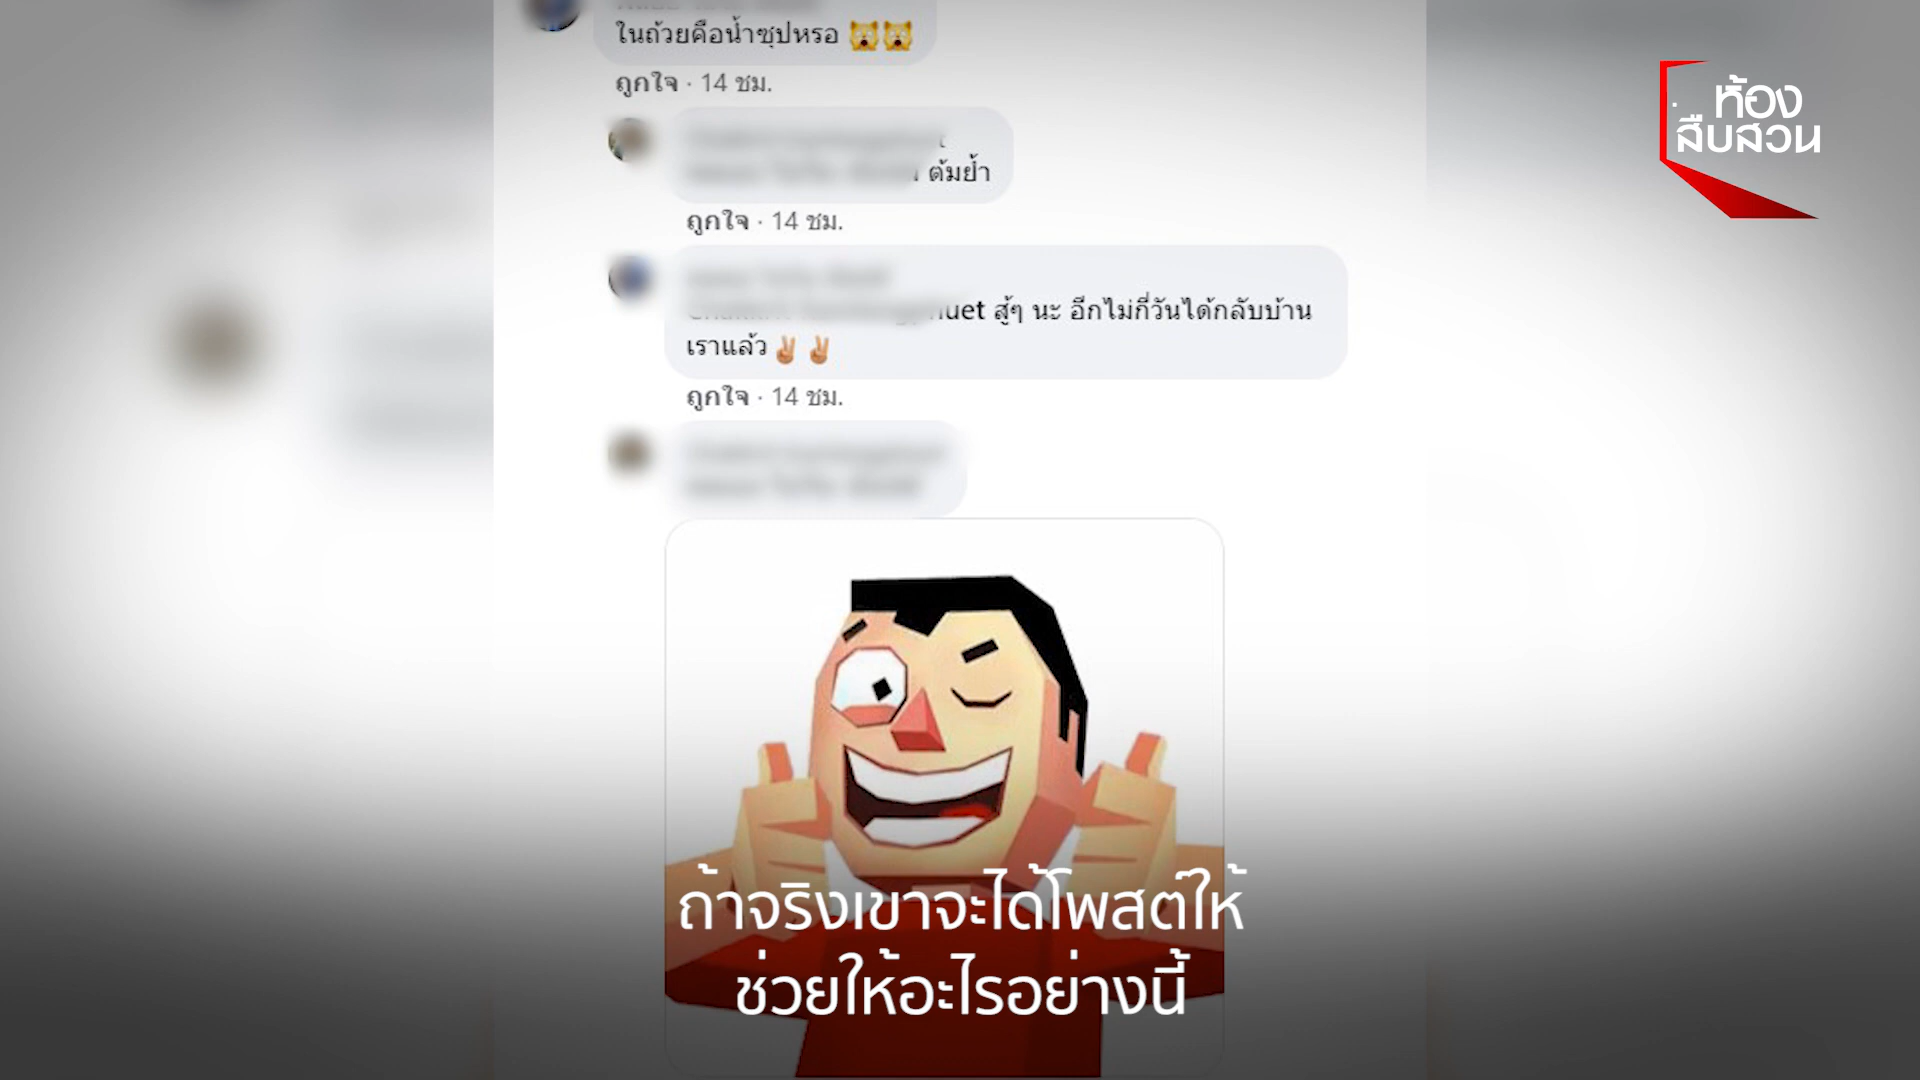 ในถ้วยคือน้ำซุปหรอ 🙀🙀
ถูกใจ · 14 ชม.
ต้มยำ
ถูกใจ · 14 ชม.
uet สู้ๆ นะ อีกไม่กี่วันได้กลับบ้าน
เราแล้ว✌🏼 ✌🏼
ถูกใจ · 14 ชม.
ห้อง
สืบสวน
ถ้าจริงเขาจะได้โพสต์ให้
ช่วยให้อะไรอย่างนี้